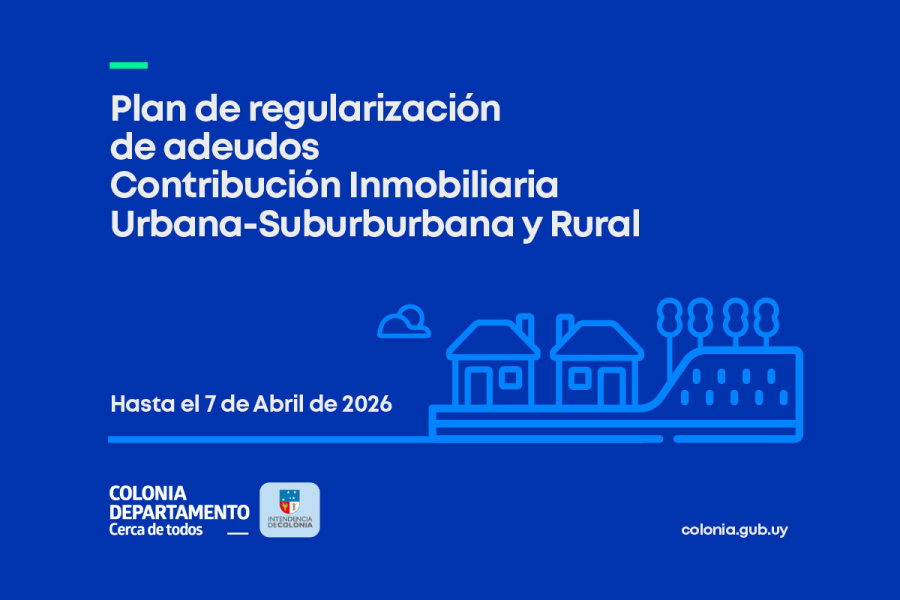 Plan de regularización
de adeudos
Contribución Inmobiliaria
Urbana-Suburburbana y Rural
Hasta el 7 de Abril de 2026
COLONIA
DEPARTAMENTO
Cerca de todos
INTENDENCIA
DE COLONIA
colonia.gub.uy